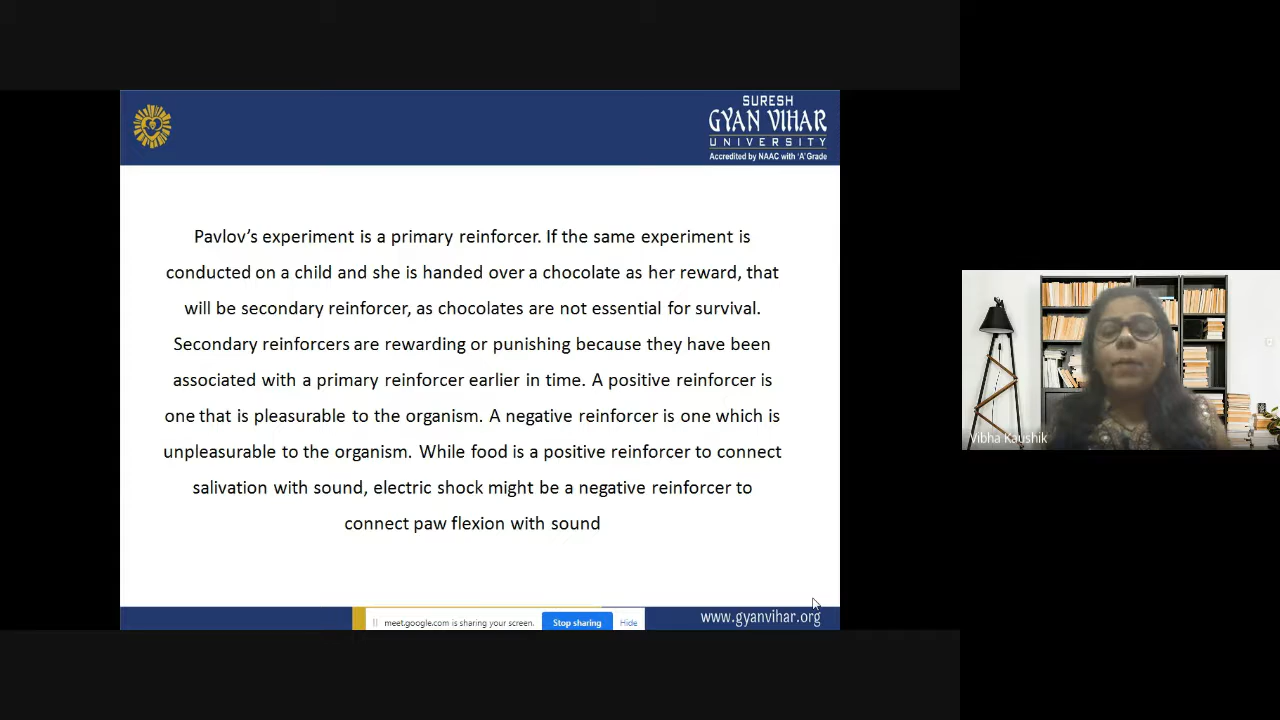 SURESH
GYAN VIHAR
UNIVERSITY
Accredited by NAAC with 'A' Grade
Pavlov's experiment is a primary reinforcer. If the same experiment is
conducted on a child and she is handed over a chocolate as her reward, that
will be secondary reinforcer, as chocolates are not essential for survival.
Secondary reinforcers are rewarding or punishing because they have been
associated with a primary reinforcer earlier in time. A positive reinforcer is
one that is pleasurable to the organism. A negative reinforcer is one which is
unpleasurable to the organism. While food is a positive reinforcer to connect
salivation with sound, electric shock might be a negative reinforcer to
connect paw flexion with sound
meet.google.com is sharing your screen.
Stop sharing
Hide
www.gyanvihar.org
Vibha Kaushik